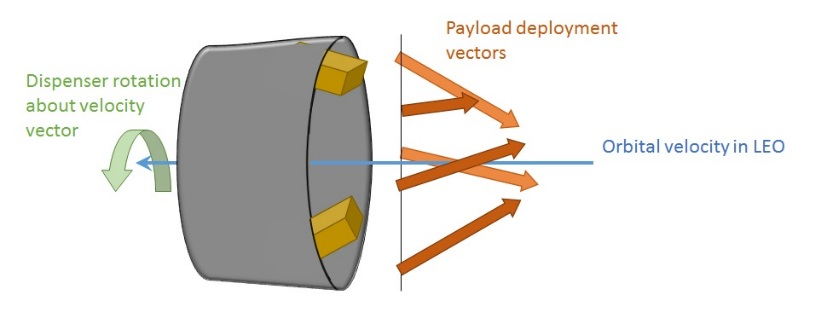 Payload deployment
vectors
Dispenser rotation
about velocity
vector
Orbital velocity in LEO